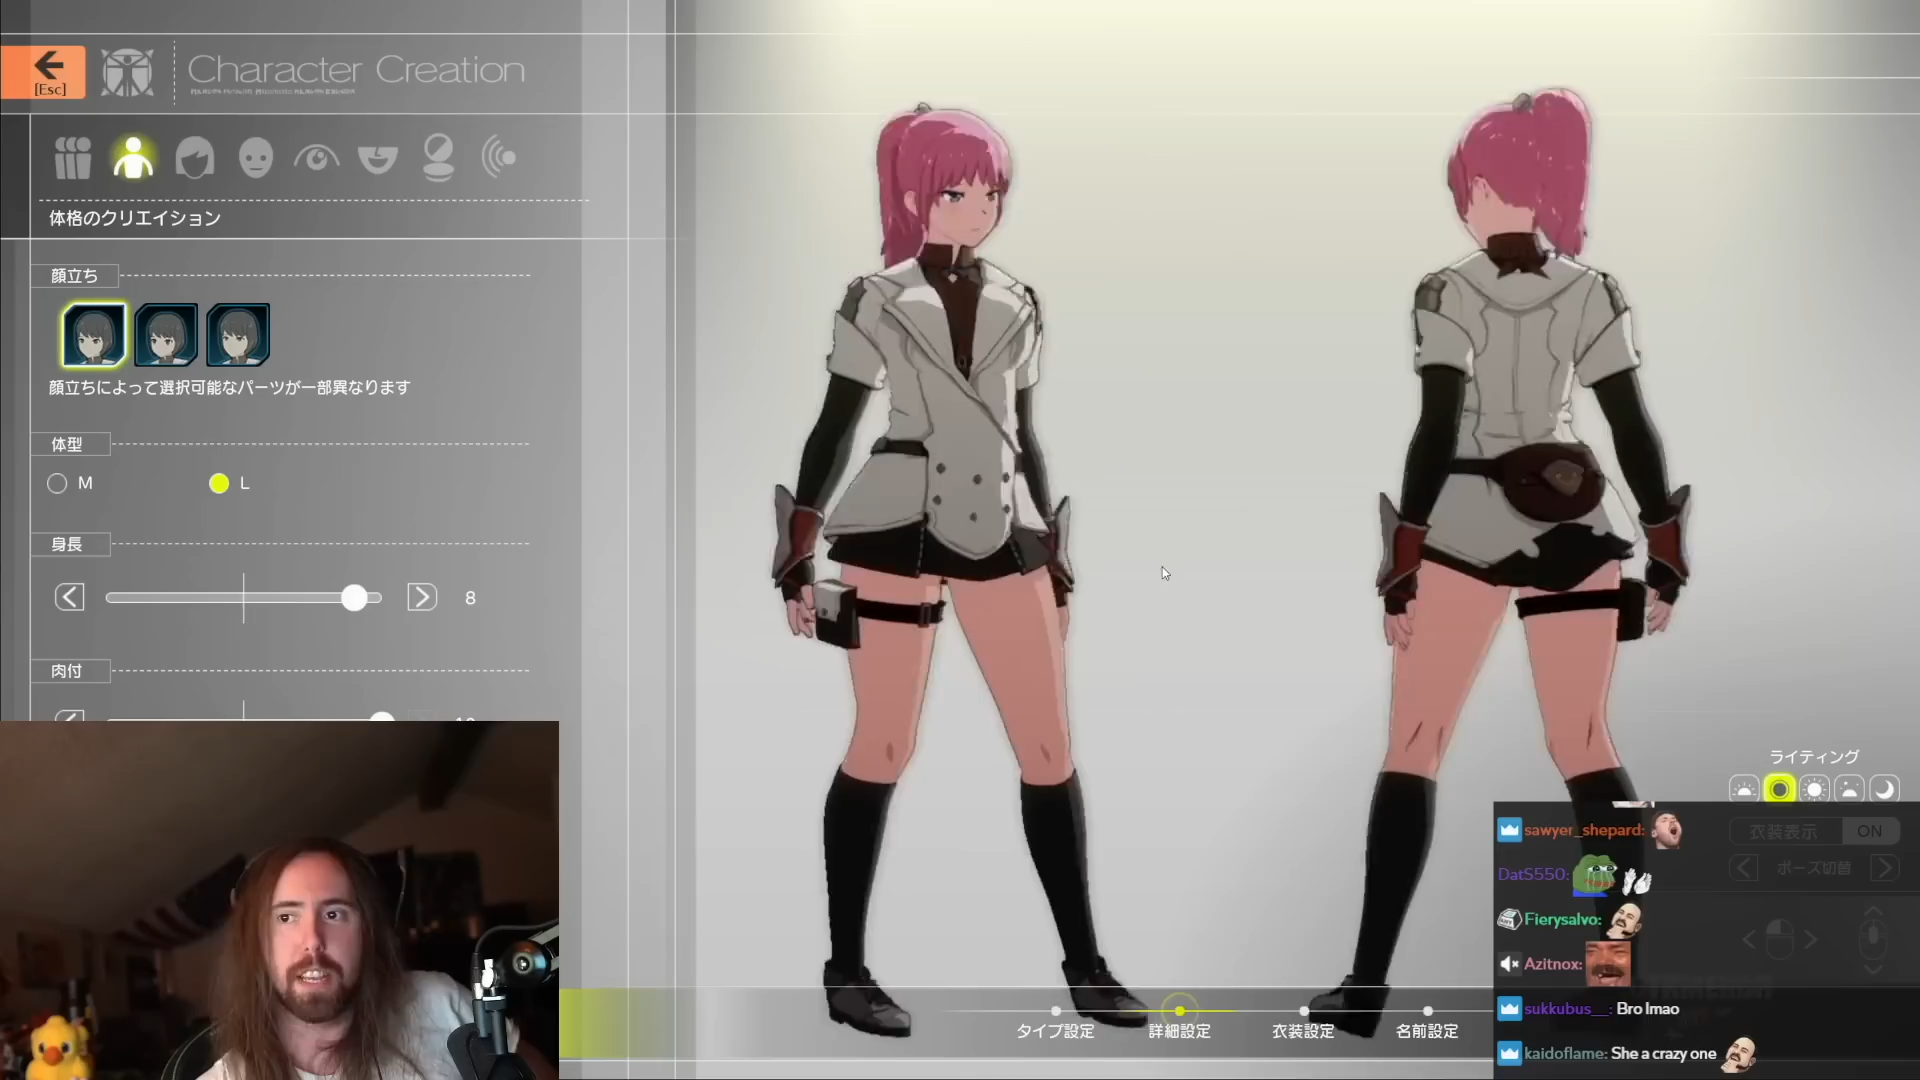 [Esc]
Character Creation
体格のクリエイション
顔立ち
顔立ちによって選択可能なパーツが一部異なります
体型
M
L
身長
8
肉付
ライティング
衣装表示
ON
ポーズ切替
タイプ設定
詳細設定
衣装設定
名前設定
sawyer_shepard:
DatS550:
Fierysalvo:
Azitnox:
sukkubus__: Bro lmao
kaidoflame: She a crazy one